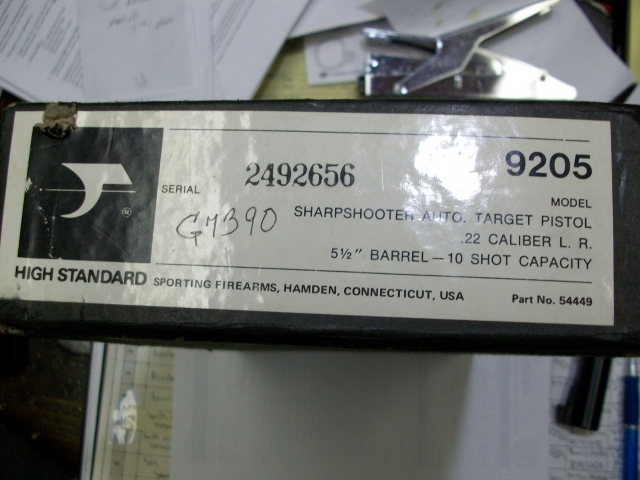 9205
SERIAL 2492656 MODEL
G4390 SHARPSHOOTER AUTO. TARGET PISTOL
.22 CALIBER L. R.
5½" BARREL—10 SHOT CAPACITY
®
HIGH STANDARD SPORTING FIREARMS, HAMDEN, CONNECTICUT, USA Part No. 54449